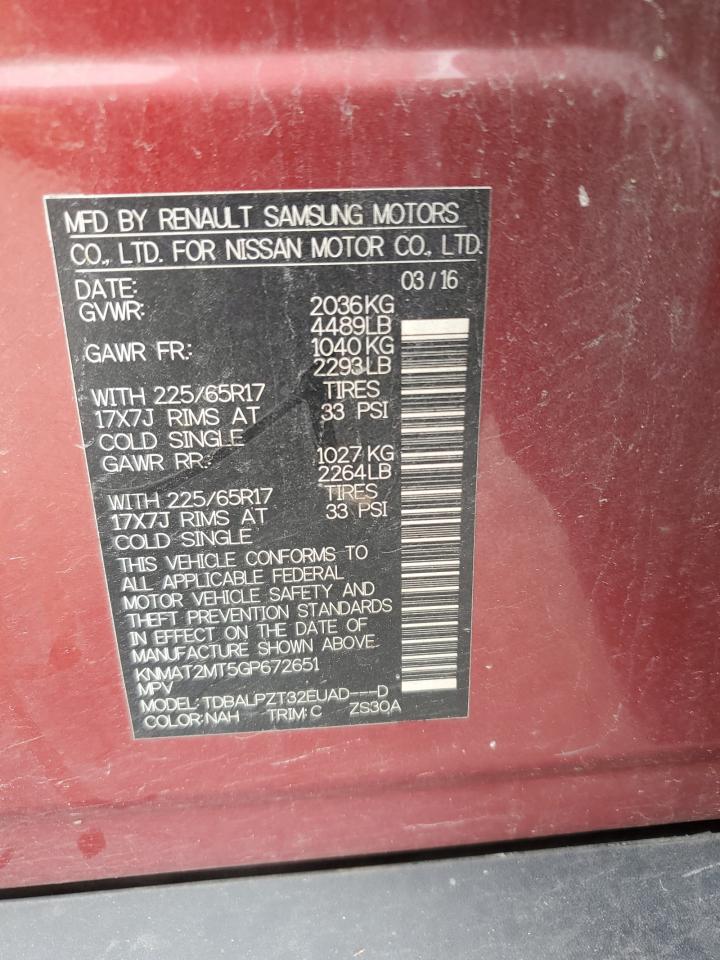 MFD BY RENAULT SAMSUNG MOTORS
CO., LTD. FOR NISSAN MOTOR CO., LTD.
DATE: 03/16
GVWR: 2036KG
4489LB
GAWR FR: 1040KG
2293LB
WITH 225/65R17 TIRES
17X7J RIMS AT 33 PSI
COLD SINGLE
GAWR RR: 1027 KG
2264LB
WITH 225/65R17 TIRES
17X7J RIMS AT 33 PSI
COLD SINGLE
THIS VEHICLE CONFORMS TO
ALL APPLICABLE FEDERAL
MOTOR VEHICLE SAFETY AND
THEFT PREVENTION STANDARDS
IN EFFECT ON THE DATE OF
MANUFACTURE SHOWN ABOVE.
KNMAT2MT5GP672651
MPV
MODEL: TDBALPZT32EUAD---D
COLOR: NAH TRIM: C ZS30A